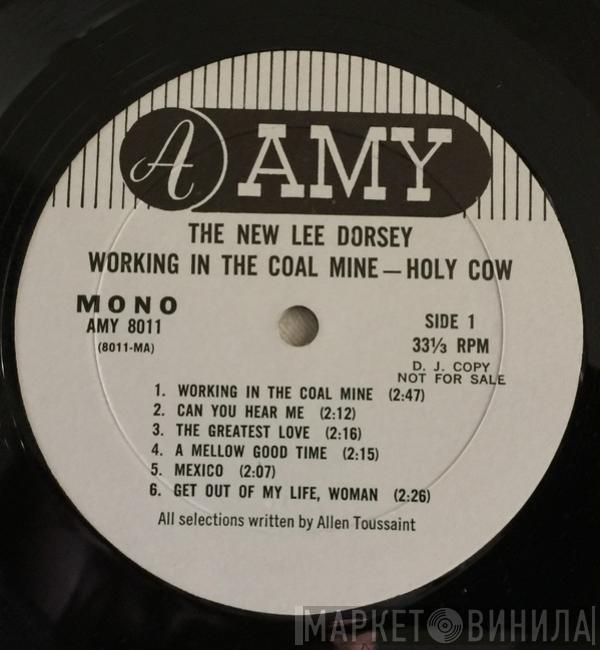 A AMY
THE NEW LEE DORSEY
WORKING IN THE COAL MINE — HOLY COW
MONO
AMY 8011
(8011-MA)
SIDE 1
33⅓ RPM
D. J. COPY
NOT FOR SALE
1. WORKING IN THE COAL MINE (2:47)
2. CAN YOU HEAR ME (2:12)
3. THE GREATEST LOVE (2:16)
4. A MELLOW GOOD TIME (2:15)
5. MEXICO (2:07)
6. GET OUT OF MY LIFE, WOMAN (2:26)
All selections written by Allen Toussaint
МАРКЕТ ВИНИЛА